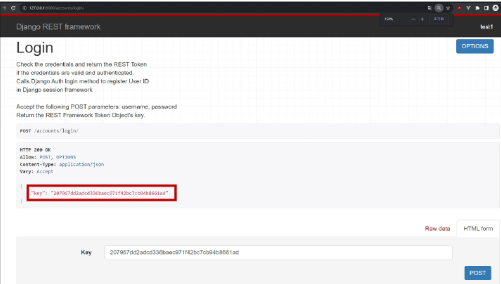 127.0.0.1:8000/accounts/login/
Django REST framework
test1
Login
OPTIONS
Check the credentials and return the REST Token
if the credentials are valid and authenticated.
Calls Django Auth login method to register User ID
in Django session framework
Accept the following POST parameters: username, password
Return the REST Framework Token Object's key.
POST /accounts/login/
HTTP 200 OK
Allow: POST, OPTIONS
Content-Type: application/json
Vary: Accept
"key":
Raw data
HTML form
Key
POST